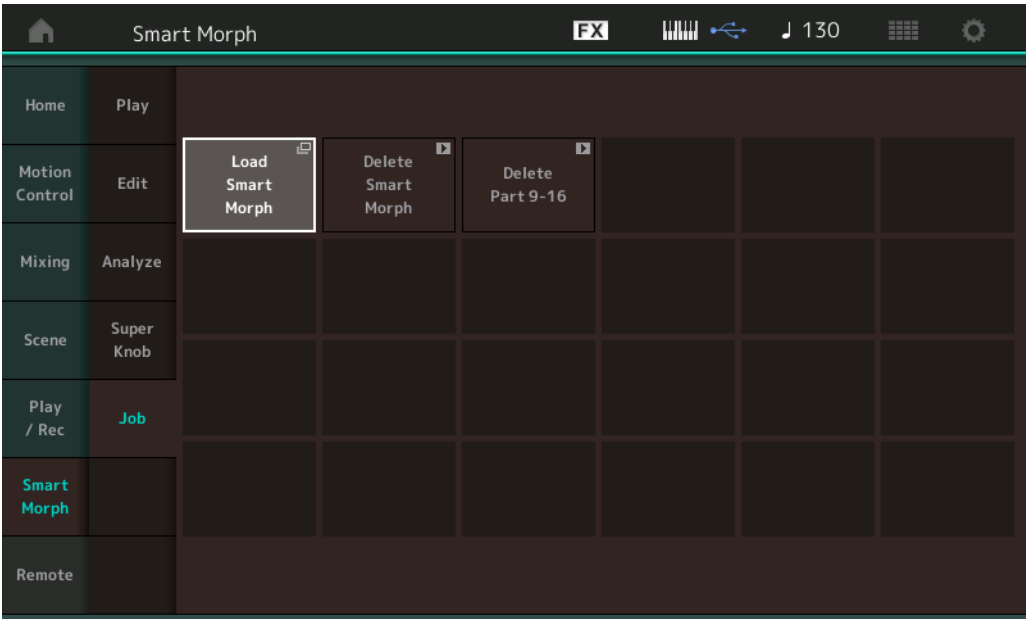 Smart Morph
FX
130
Home
Play
Motion
Control
Edit
Mixing
Analyze
Scene
Super
Knob
Play
/ Rec
Job
Smart
Morph
Remote
Load
Smart
Morph
Delete
Smart
Morph
Delete
Part 9-16